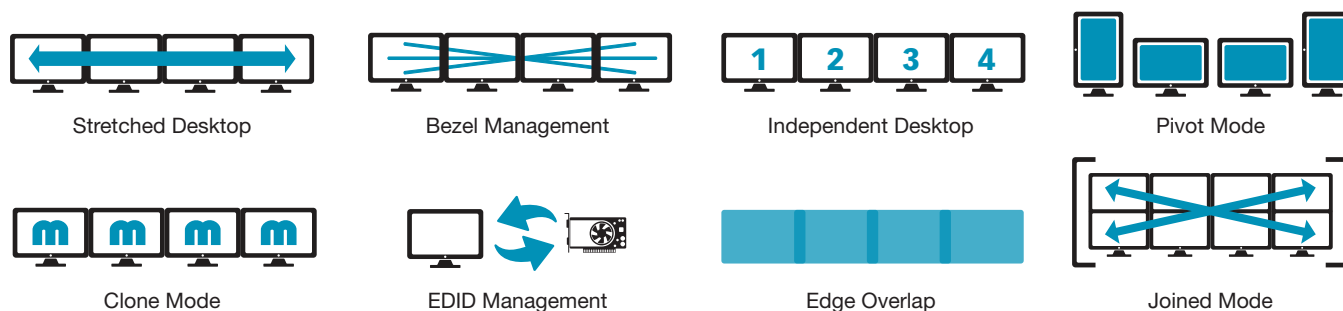 Stretched Desktop
Bezel Management
1 2 3 4
Independent Desktop
Pivot Mode
m m m m
Clone Mode
EDID Management
Edge Overlap
Joined Mode